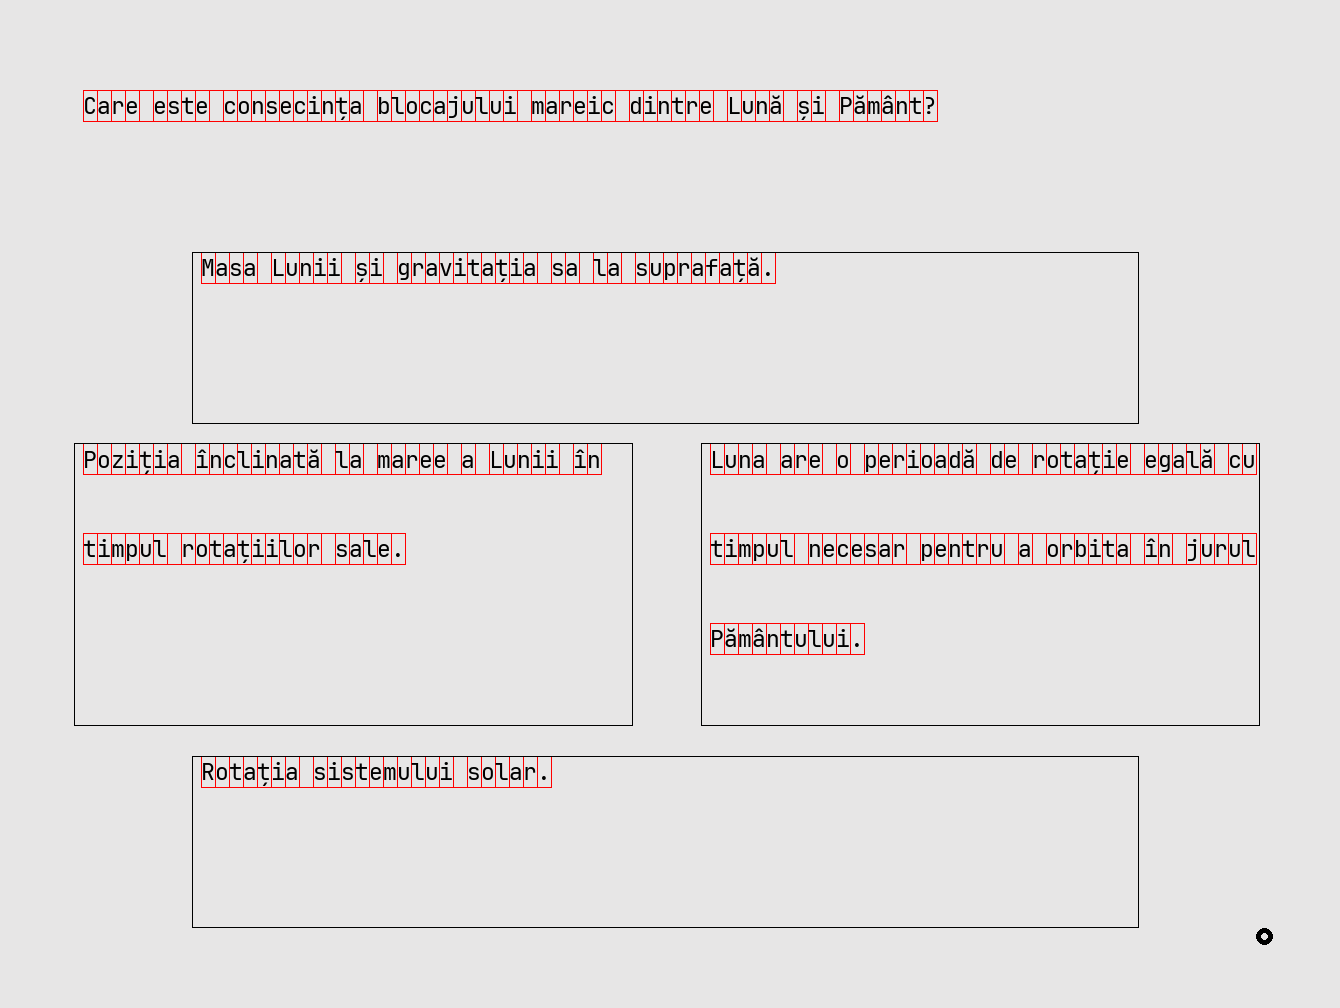 Care este consecința blocajului mareic dintre Lună și Pământ?
Masa Lunii și gravitația sa la suprafață.
Poziția înclinată la maree a Lunii în
timpul rotațiilor sale.
Luna are o perioadă de rotație egală cu
timpul necesar pentru a orbita în jurul
Pământului.
Rotația sistemului solar.